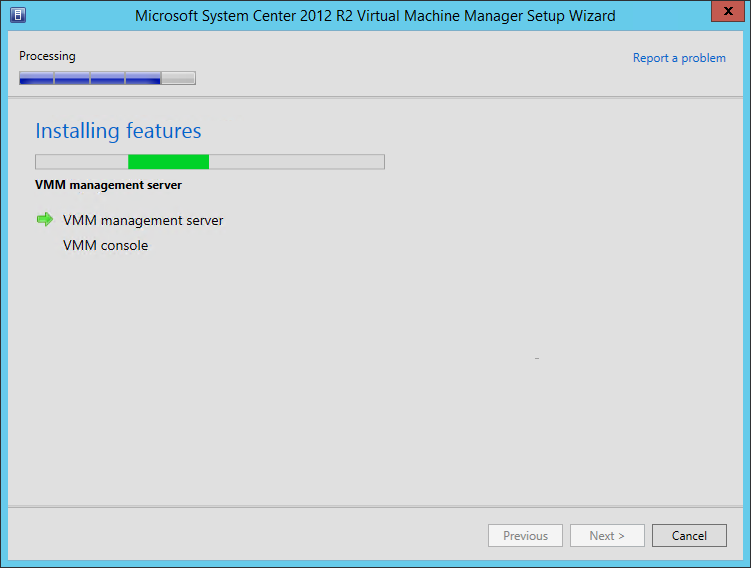 Microsoft System Center 2012 R2 Virtual Machine Manager Setup Wizard
x
Processing
Report a problem
Installing features
VMM management server
VMM management server
VMM console
Previous
Next >
Cancel